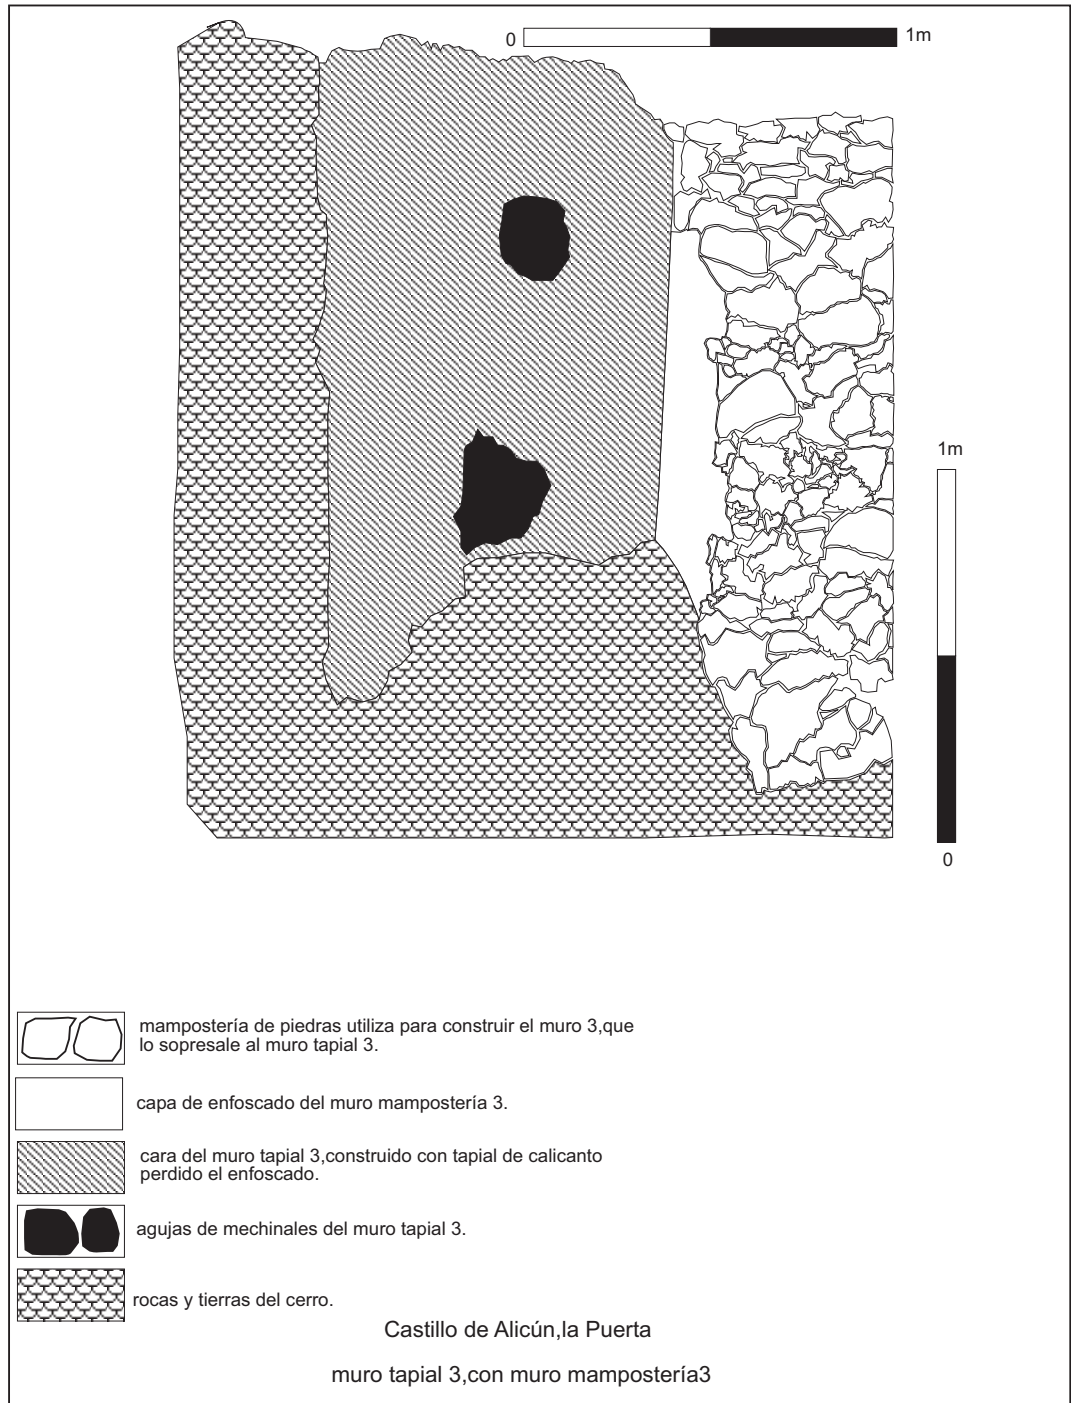 0 1m
1m
0
mampostería de piedras utiliza para construir el muro 3,que
lo sopresale al muro tapial 3.
capa de enfoscado del muro mampostería 3.
cara del muro tapial 3,construido con tapial de calicanto
perdido el enfoscado.
agujas de mechinales del muro tapial 3.
rocas y tierras del cerro.
Castillo de Alicún,la Puerta
muro tapial 3,con muro mampostería3